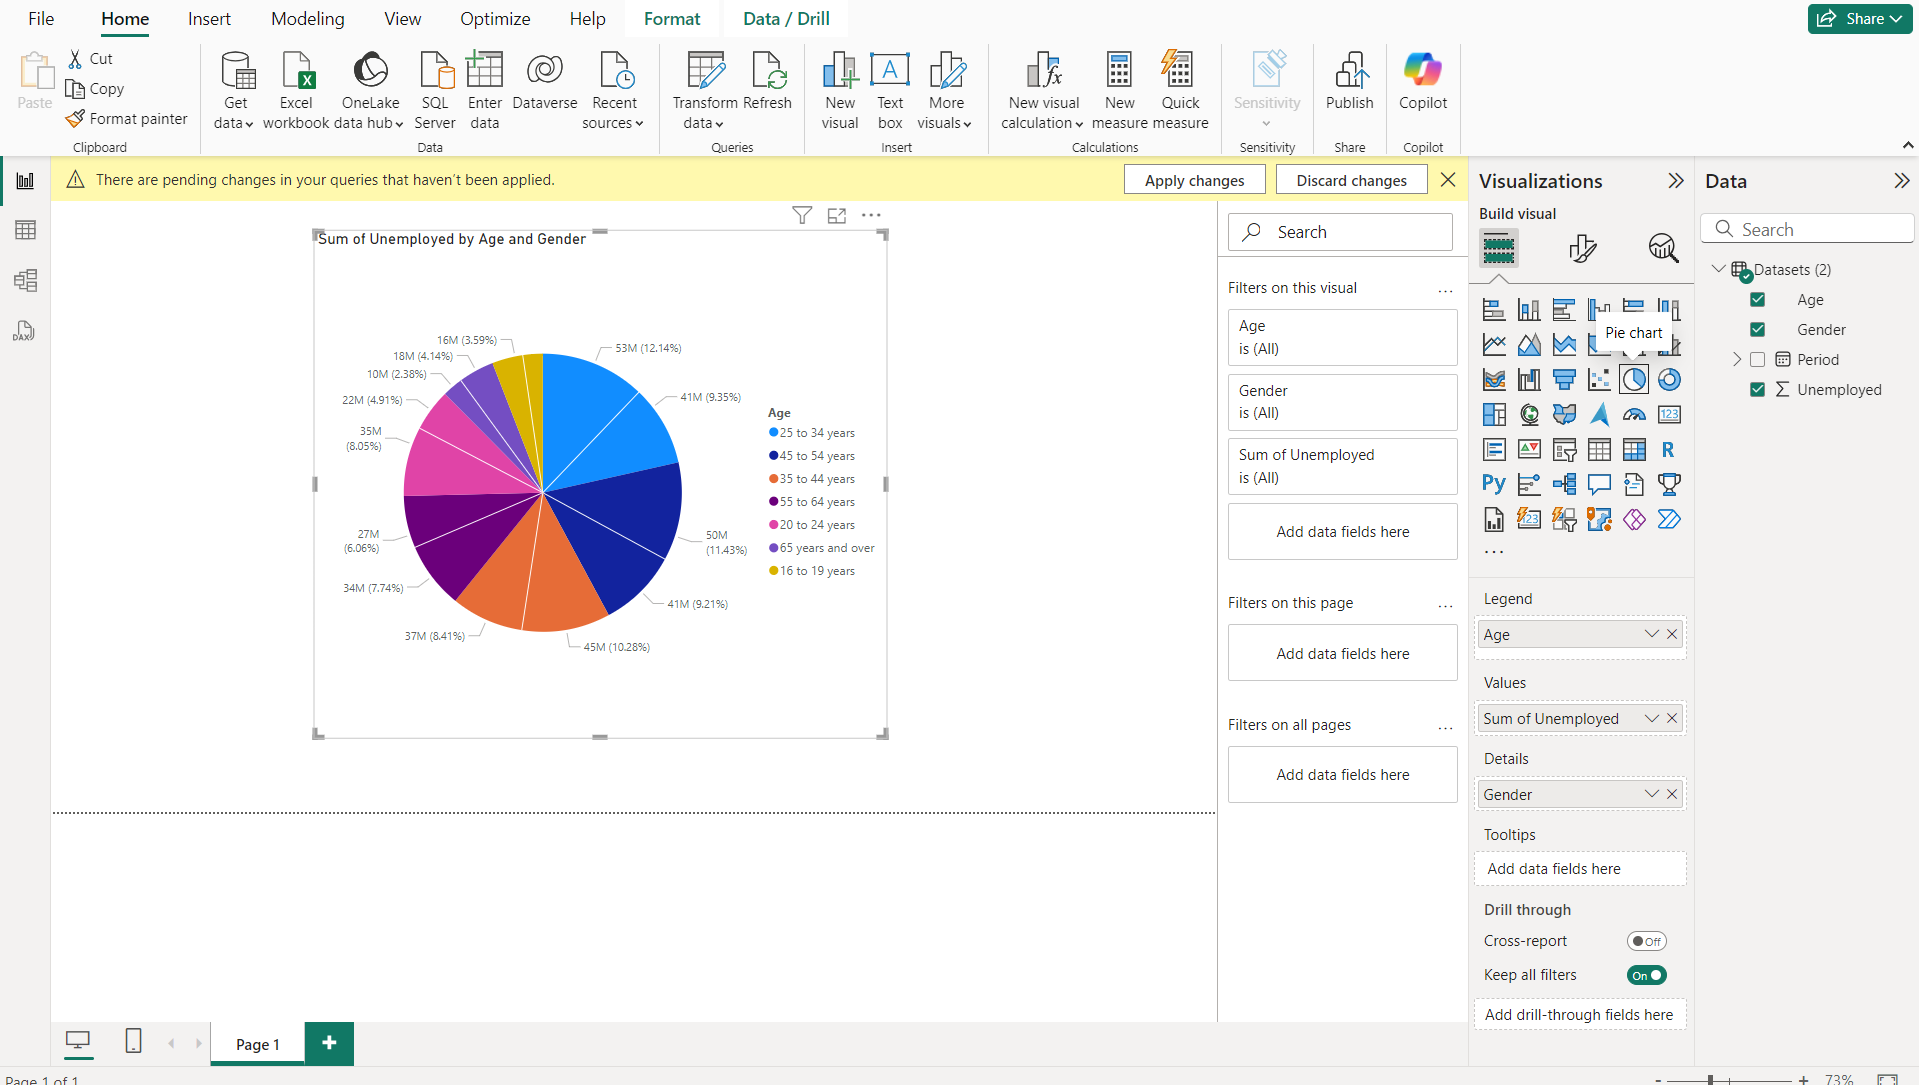 File Home Insert Modeling View Optimize Help Format Data / Drill Share
Paste
Cut
Copy
Format painter
Clipboard
Get data
Excel workbook
OneLake data hub
SQL Server
Enter data
Dataverse
Recent sources
Data
Transform data
Refresh
Queries
New visual
Text box
More visuals
Insert
New visual calculation
New measure
Quick measure
Calculations
Sensitivity
Sensitivity
Publish
Share
Copilot
Copilot
There are pending changes in your queries that haven't been applied.
Apply changes
Discard changes
Sum of Unemployed by Age and Gender
16M (3.59%)
18M (4.14%)
10M (2.38%)
22M (4.91%)
35M
(8.05%)
27M
(6.06%)
34M (7.74%)
37M (8.41%)
45M (10.28%)
41M (9.21%)
50M
(11.43%)
41M (9.35%)
53M (12.14%)
Age
25 to 34 years
45 to 54 years
35 to 44 years
55 to 64 years
20 to 24 years
65 years and over
16 to 19 years
Search
Filters on this visual
Age
is (All)
Gender
is (All)
Sum of Unemployed
is (All)
Add data fields here
Filters on this page
Add data fields here
Filters on all pages
Add data fields here
Visualizations
Build visual
Pie chart
123
R
Py
123
Legend
Age
Values
Sum of Unemployed
Details
Gender
Tooltips
Add data fields here
Drill through
Cross-report
Off
Keep all filters
On
Add drill-through fields here
Data
Search
Datasets (2)
Age
Gender
Period
Unemployed
DAX
Page 1
Page 1 of 1
73%